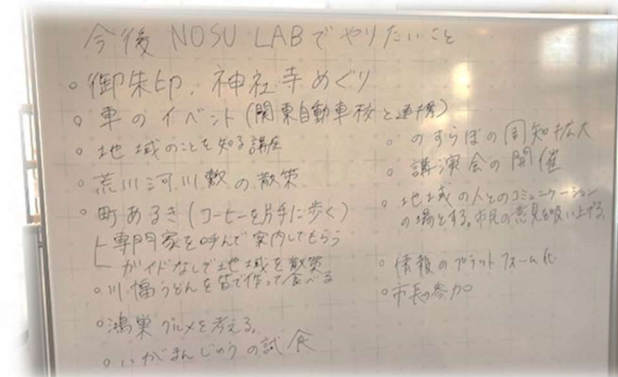 今後 NOSU LABでやりたいこと
◦御朱印、神社寺めぐり
◦車のイベント(関東自動車校と連携)
◦地域のことを知る講座
◦荒川河川敷の散策
◦町あるき(コーヒーを片手に歩く)
├専門家を呼んで案内してもらう
└ガイドなしで地域を散策
◦川幅うどんを皆で作って食べる
◦鴻巣グルメを考える。
◦いがまんじゅうの試食
◦のすらぼの周知拡大
◦講演会の開催
◦地域の人とのコミュニケーション
の場とする。市民の意見を吸い上げる。
◦情報のプラットフォーム化
◦市長の参加